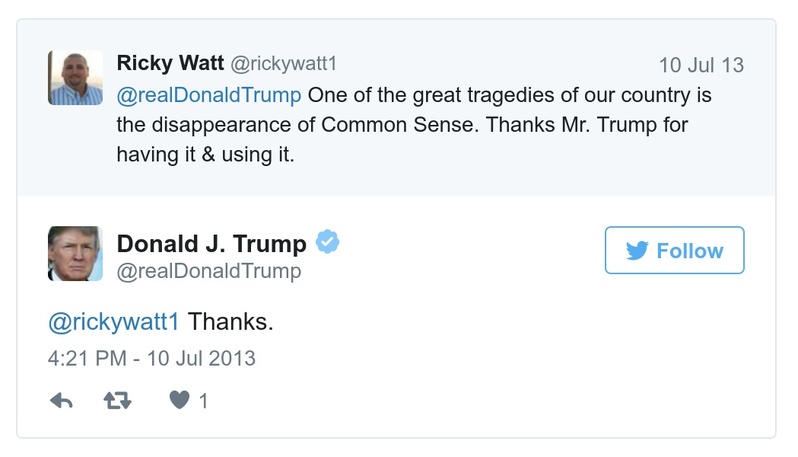 Ricky Watt @rickywatt1 10 Jul 13
@realDonaldTrump One of the great tragedies of our country is
the disappearance of Common Sense. Thanks Mr. Trump for
having it & using it.
Donald J. Trump
@realDonaldTrump
Follow
@rickywatt1 Thanks.
4:21 PM - 10 Jul 2013
1